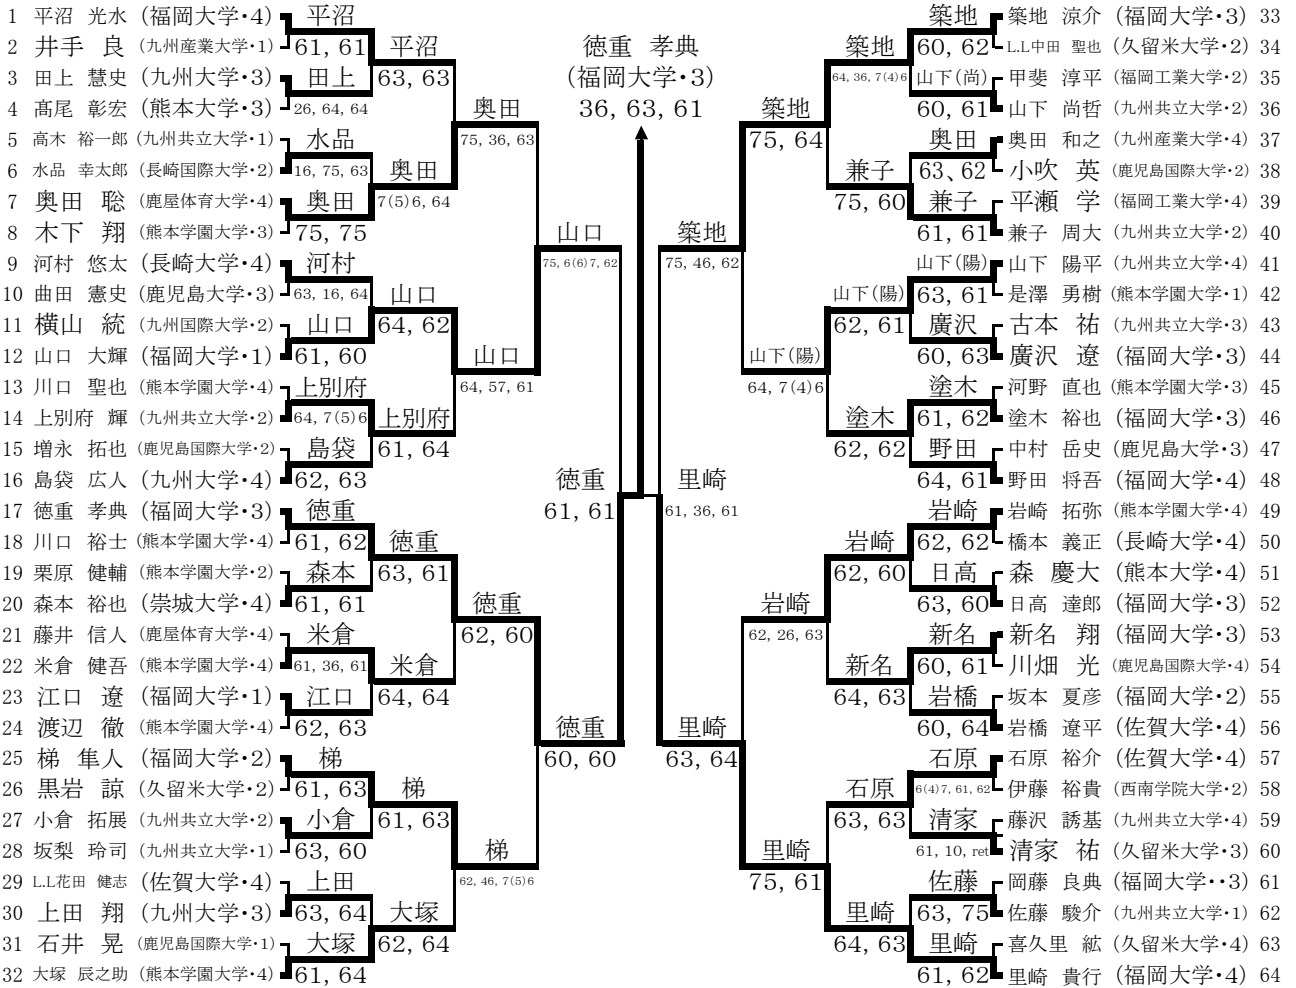 1 平沼 光水 (福岡大学・4)
2 井手 良 (九州産業大学・1)
3 田上 慧史 (九州大学・3)
4 髙尾 彰宏 (熊本大学・3)
5 高木 裕一郎 (九州共立大学・1)
6 水品 幸太郎 (長崎国際大学・2)
7 奥田 聡 (鹿屋体育大学・4)
8 木下 翔 (熊本学園大学・3)
9 河村 悠太 (長崎大学・4)
10 曲田 憲史 (鹿児島大学・3)
11 横山 統 (九州国際大学・2)
12 山口 大輝 (福岡大学・1)
13 川口 聖也 (熊本学園大学・4)
14 上別府 輝 (九州共立大学・2)
15 増永 拓也 (鹿児島国際大学・2)
16 島袋 広人 (九州大学・4)
17 徳重 孝典 (福岡大学・3)
18 川口 裕士 (熊本学園大学・4)
19 栗原 健輔 (熊本学園大学・2)
20 森本 裕也 (崇城大学・4)
21 藤井 信人 (鹿屋体育大学・4)
22 米倉 健吾 (熊本学園大学・4)
23 江口 遼 (福岡大学・1)
24 渡辺 徹 (熊本学園大学・4)
25 梯 隼人 (福岡大学・2)
26 黒岩 諒 (久留米大学・2)
27 小倉 拓展 (九州共立大学・2)
28 坂梨 玲司 (九州共立大学・1)
29 L.L花田 健志 (佐賀大学・4)
30 上田 翔 (九州大学・3)
31 石井 晃 (鹿児島国際大学・1)
32 大塚 辰之助 (熊本学園大学・4)
平沼
61, 61
田上
26, 64, 64
水品
16, 75, 63
奥田
75, 75
河村
63, 16, 64
山口
61, 60
上別府
64, 7(5)6
島袋
62, 63
徳重
61, 62
森本
61, 61
米倉
61, 36, 61
江口
62, 63
梯
61, 63
小倉
63, 60
上田
63, 64
大塚
61, 64
平沼
63, 63
奥田
7(5)6, 64
山口
64, 62
上別府
61, 64
徳重
63, 61
米倉
64, 64
梯
61, 63
大塚
62, 64
奥田
75, 36, 63
山口
64, 57, 61
徳重
62, 60
梯
62, 46, 7(5)6
山口
75, 6(6)7, 62
徳重
60, 60
徳重
61, 61
徳重 孝典
(福岡大学・3)
36, 63, 61
里崎
61, 36, 61
築地
75, 46, 62
里崎
63, 64
築地
75, 64
山下(陽)
64, 7(4)6
岩崎
62, 26, 63
里崎
75, 61
築地
64, 36, 7(4)6
兼子
75, 60
山下(陽)
62, 61
塗木
62, 62
岩崎
62, 60
新名
64, 63
石原
63, 63
里崎
64, 63
築地
60, 62
山下(尚)
60, 61
奥田
63、62
兼子
61, 61
山下(陽)
63, 61
廣沢
60, 63
塗木
61, 62
野田
64, 61
岩崎
62, 62
日高
63, 60
新名
60, 61
岩橋
60, 64
石原
6(4)7, 61, 62
清家
61, 10, ret
佐藤
63, 75
里崎
61, 62
築地 涼介 (福岡大学・3) 33
L.L中田 聖也 (久留米大学・2) 34
甲斐 淳平 (福岡工業大学・2) 35
山下 尚哲 (九州共立大学・2) 36
奥田 和之 (九州産業大学・4) 37
小吹 英 (鹿児島国際大学・2) 38
平瀬 学 (福岡工業大学・4) 39
兼子 周大 (九州共立大学・2) 40
山下 陽平 (九州共立大学・4) 41
是澤 勇樹 (熊本学園大学・1) 42
古本 祐 (九州共立大学・3) 43
廣沢 遼 (福岡大学・3) 44
河野 直也 (熊本学園大学・3) 45
塗木 裕也 (福岡大学・3) 46
中村 岳史 (鹿児島大学・3) 47
野田 将吾 (福岡大学・4) 48
岩崎 拓弥 (熊本学園大学・4) 49
橋本 義正 (長崎大学・4) 50
森 慶大 (熊本大学・4) 51
日高 達郎 (福岡大学・3) 52
新名 翔 (福岡大学・3) 53
川畑 光 (鹿児島国際大学・4) 54
坂本 夏彦 (福岡大学・2) 55
岩橋 遼平 (佐賀大学・4) 56
石原 裕介 (佐賀大学・4) 57
伊藤 裕貴 (西南学院大学・2) 58
藤沢 誘基 (九州共立大学・4) 59
清家 祐 (久留米大学・3) 60
岡藤 良典 (福岡大学・・3) 61
佐藤 駿介 (九州共立大学・1) 62
喜久里 紘 (久留米大学・4) 63
里崎 貴行 (福岡大学・4) 64